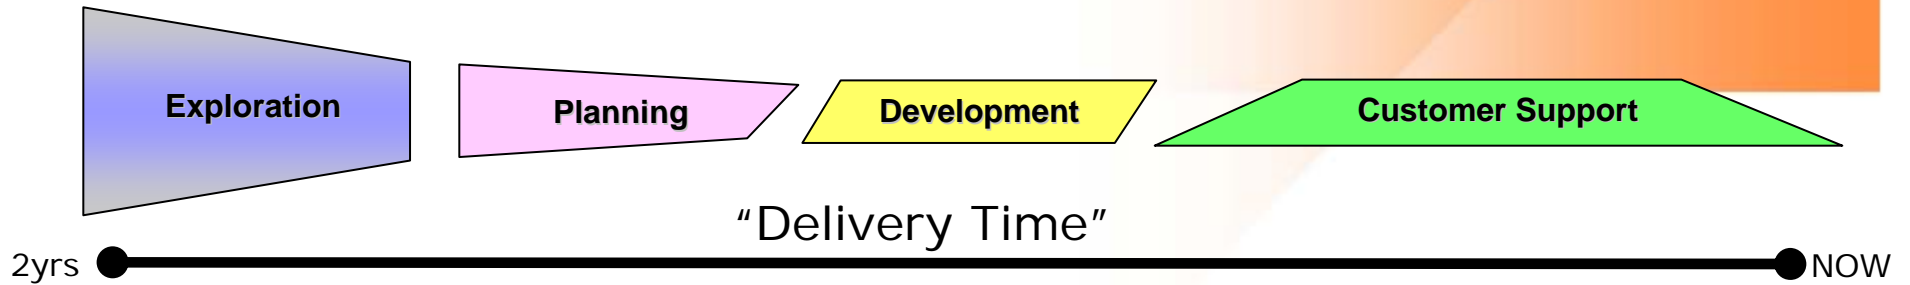 Exploration
Planning
Development
Customer Support
“Delivery Time”
2yrs
NOW